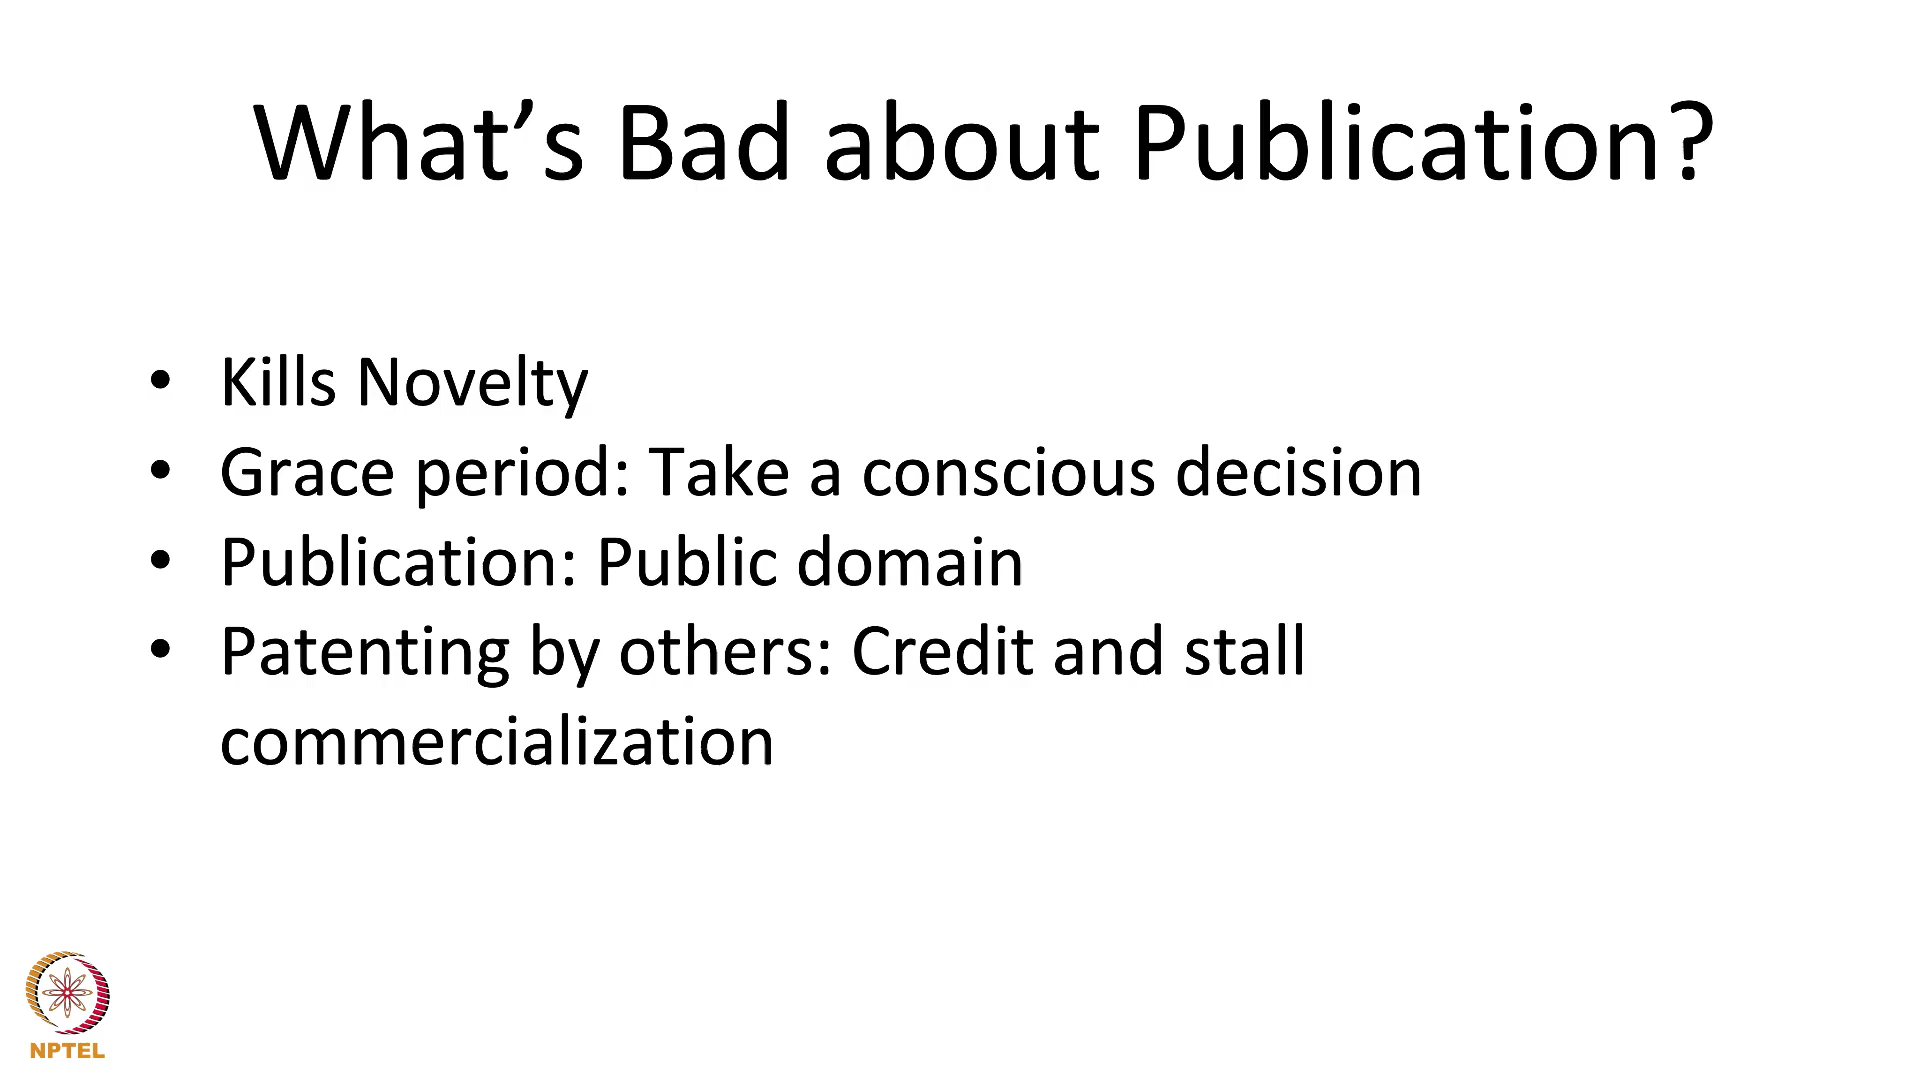 What’s Bad about Publication?
• Kills Novelty
• Grace period: Take a conscious decision
• Publication: Public domain
• Patenting by others: Credit and stall
commercialization
NPTEL